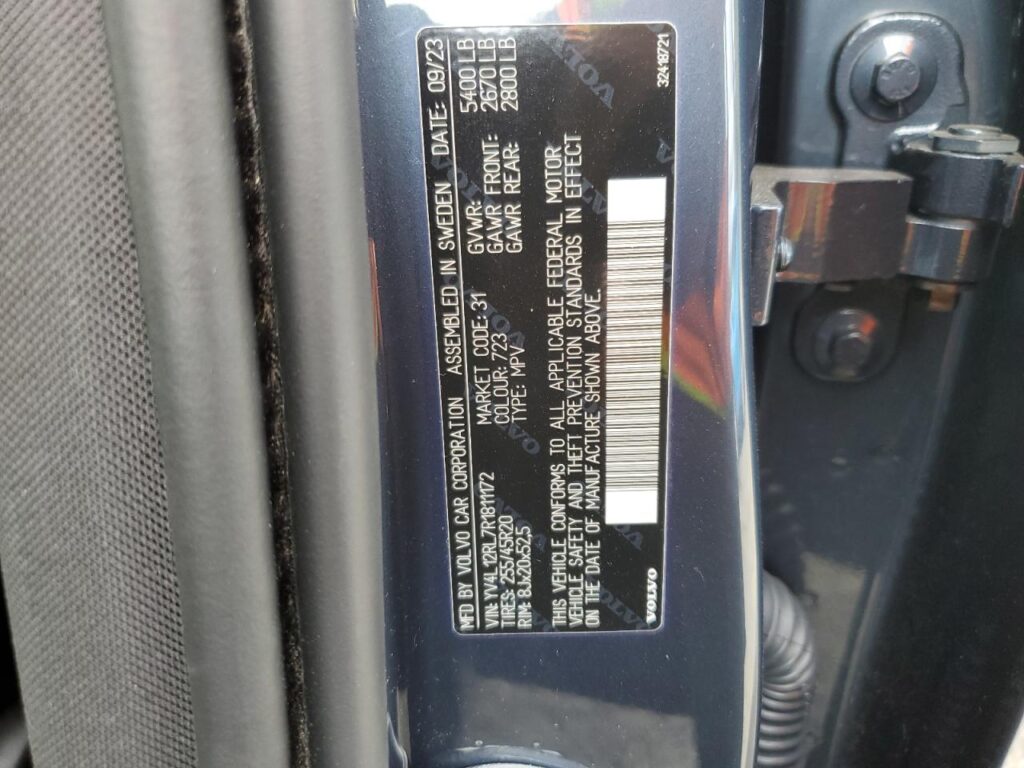 MFD BY VOLVO CAR CORPORATION ASSEMBLED IN SWEDEN DATE: 09/23
VIN: YV4L12RL7R1811172 MARKET CODE: 31 GVWR: 5400 LB
TIRES: 255/45R20 COLOUR: 723 GAWR FRONT: 2670 LB
RIM: 8Jx20x52.5 TYPE: MPV GAWR REAR: 2800 LB
THIS VEHICLE CONFORMS TO ALL APPLICABLE FEDERAL MOTOR
VEHICLE SAFETY AND THEFT PREVENTION STANDARDS IN EFFECT
ON THE DATE OF MANUFACTURE SHOWN ABOVE.
VOLVO 32418721